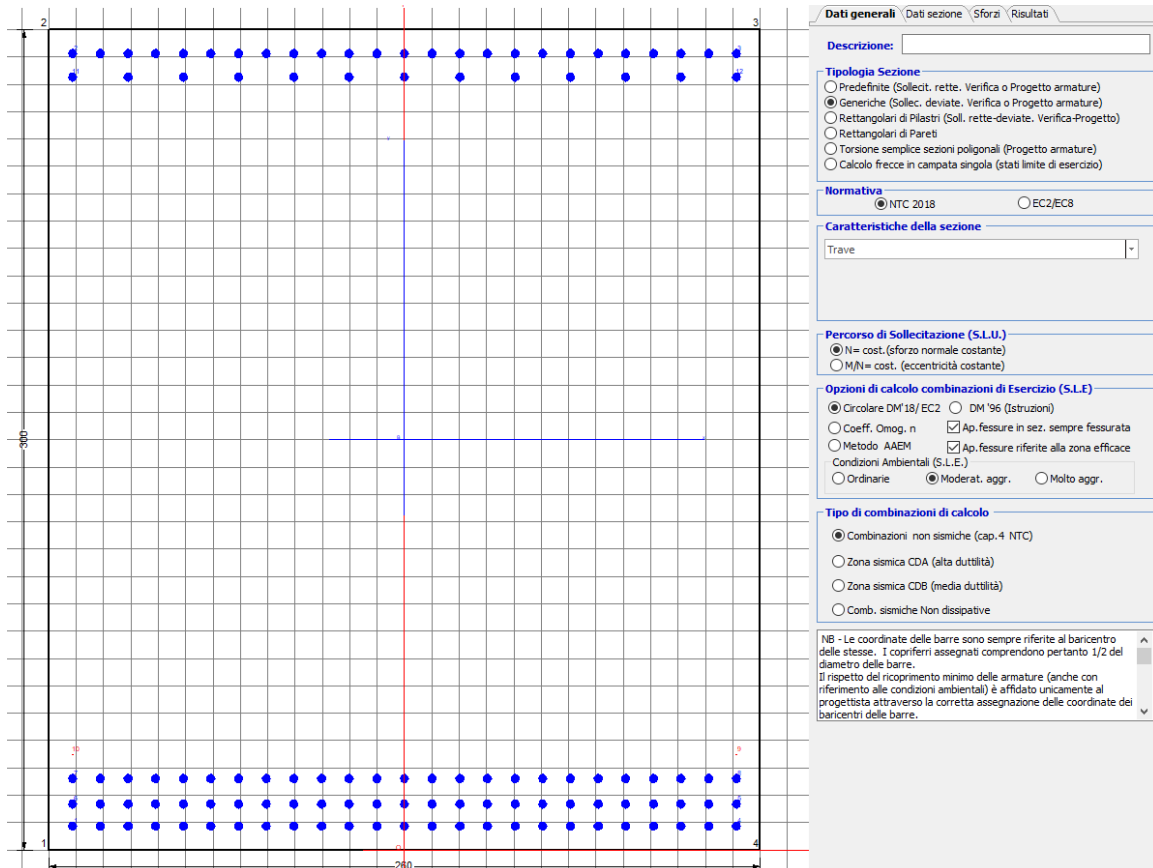 2
3
12
300
10
9
1
4
260
Dati generali
Dati sezione
Sforzi
Risultati
Descrizione:
Tipologia Sezione
Predefinite (Sollecit. rette. Verifica o Progetto armature)
Generiche (Sollec. deviate. Verifica o Progetto armature)
Rettangolari di Pilastri (Soll. rette-deviate. Verifica-Progetto)
Rettangolari di Pareti
Torsione semplice sezioni poligonali (Progetto armature)
Calcolo frecce in campata singola (stati limite di esercizio)
Normativa
NTC 2018
EC2/EC8
Caratteristiche della sezione
Trave
Percorso di Sollecitazione (S.L.U.)
N= cost.(sforzo normale costante)
M/N= cost. (eccentricità costante)
Opzioni di calcolo combinazioni di Esercizio (S.L.E)
Circolare DM'18/ EC2
DM '96 (Istruzioni)
Coeff. Omog. n
Ap.fessure in sez. sempre fessurata
Metodo AAEM
Ap.fessure riferite alla zona efficace
Condizioni Ambientali (S.L.E.)
Ordinarie
Moderat. aggr.
Molto aggr.
Tipo di combinazioni di calcolo
Combinazioni non sismiche (cap.4 NTC)
Zona sismica CDA (alta duttilità)
Zona sismica CDB (media duttilità)
Comb. sismiche Non dissipative
NB - Le coordinate delle barre sono sempre riferite al baricentro
delle stesse. I copriferri assegnati comprendono pertanto 1/2 del
diametro delle barre.
Il rispetto del ricoprimento minimo delle armature (anche con
riferimento alle condizioni ambientali) è affidato unicamente al
progettista attraverso la corretta assegnazione delle coordinate dei
baricentri delle barre.